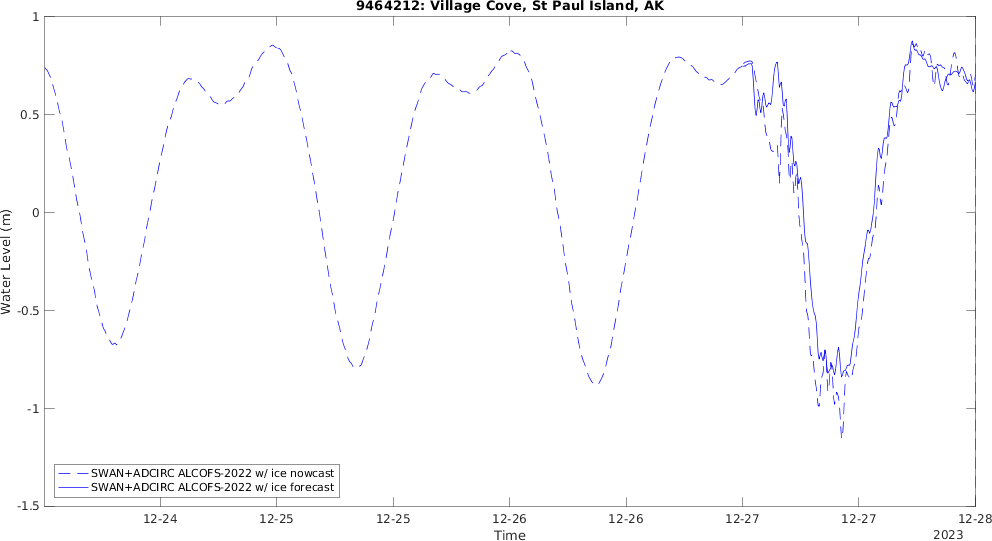 9464212: Village Cove, St Paul Island, AK
1
0.5
0
-0.5
-1
-1.5
Water Level (m)
SWAN+ADCIRC ALCOFS-2022 w/ ice nowcast
SWAN+ADCIRC ALCOFS-2022 w/ ice forecast
12-24 12-25 12-25 12-26 12-26 12-27 12-27 12-28
Time
2023